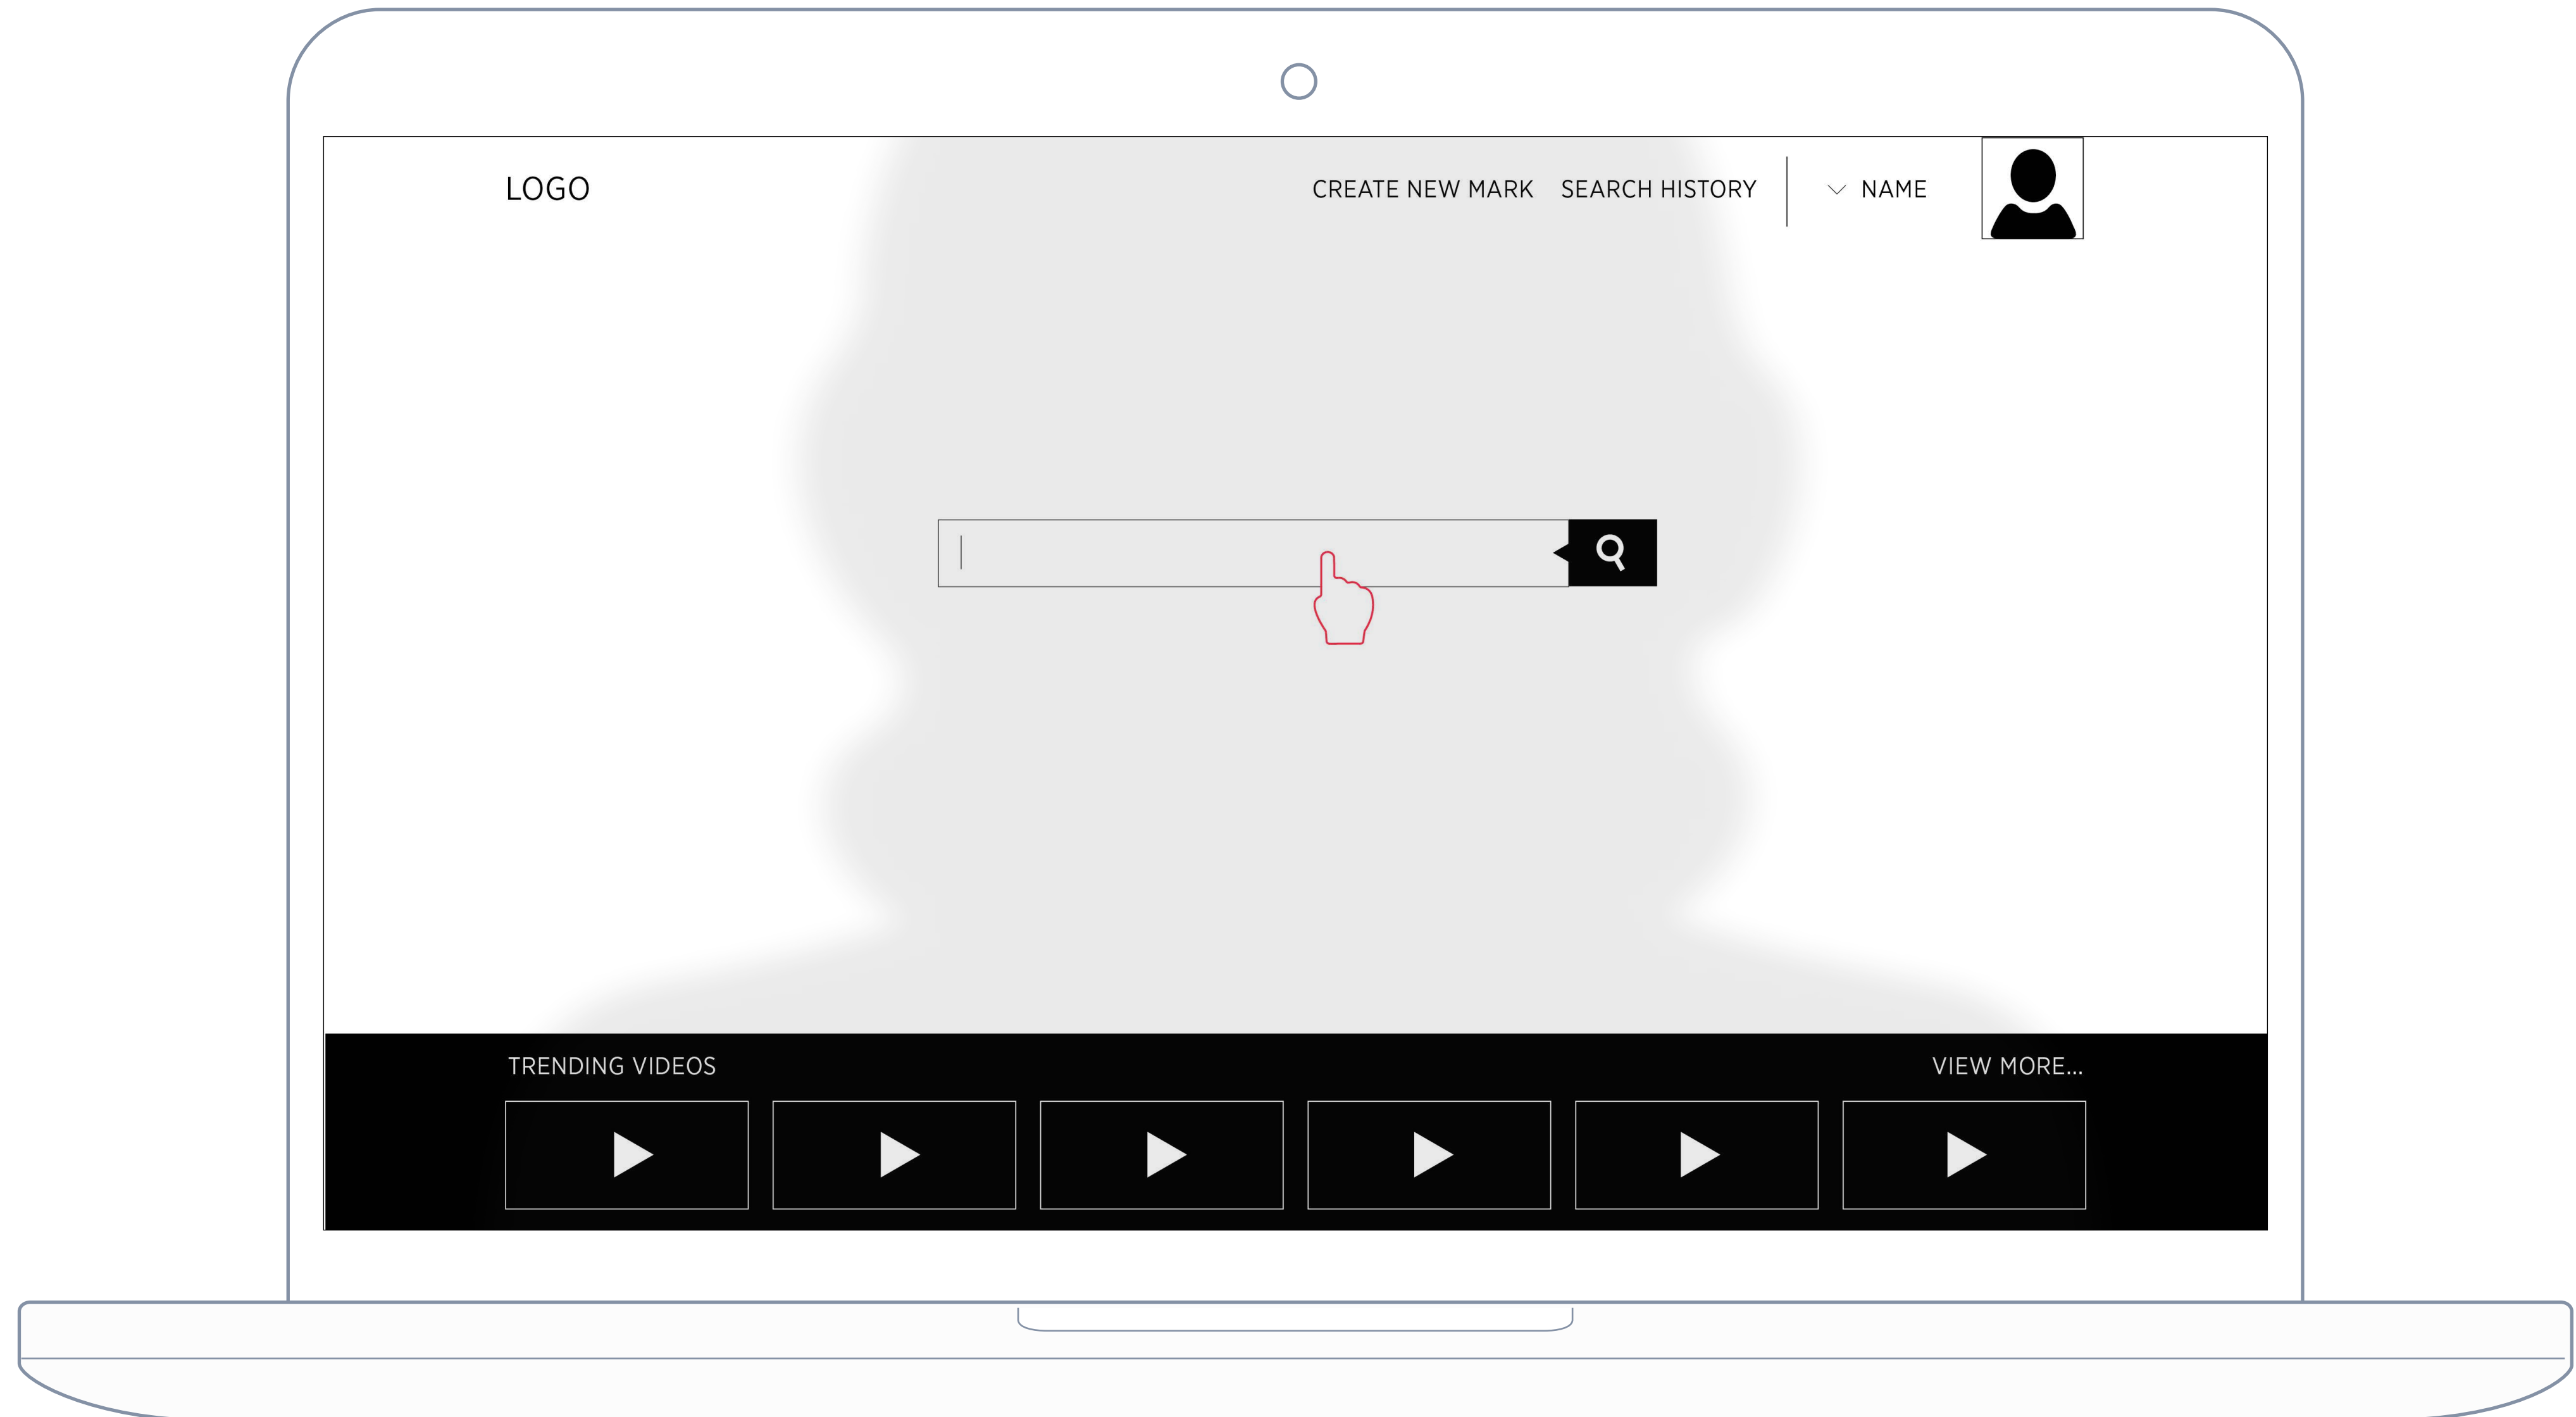 LOGO
CREATE NEW MARK SEARCH HISTORY NAME
TRENDING VIDEOS VIEW MORE...